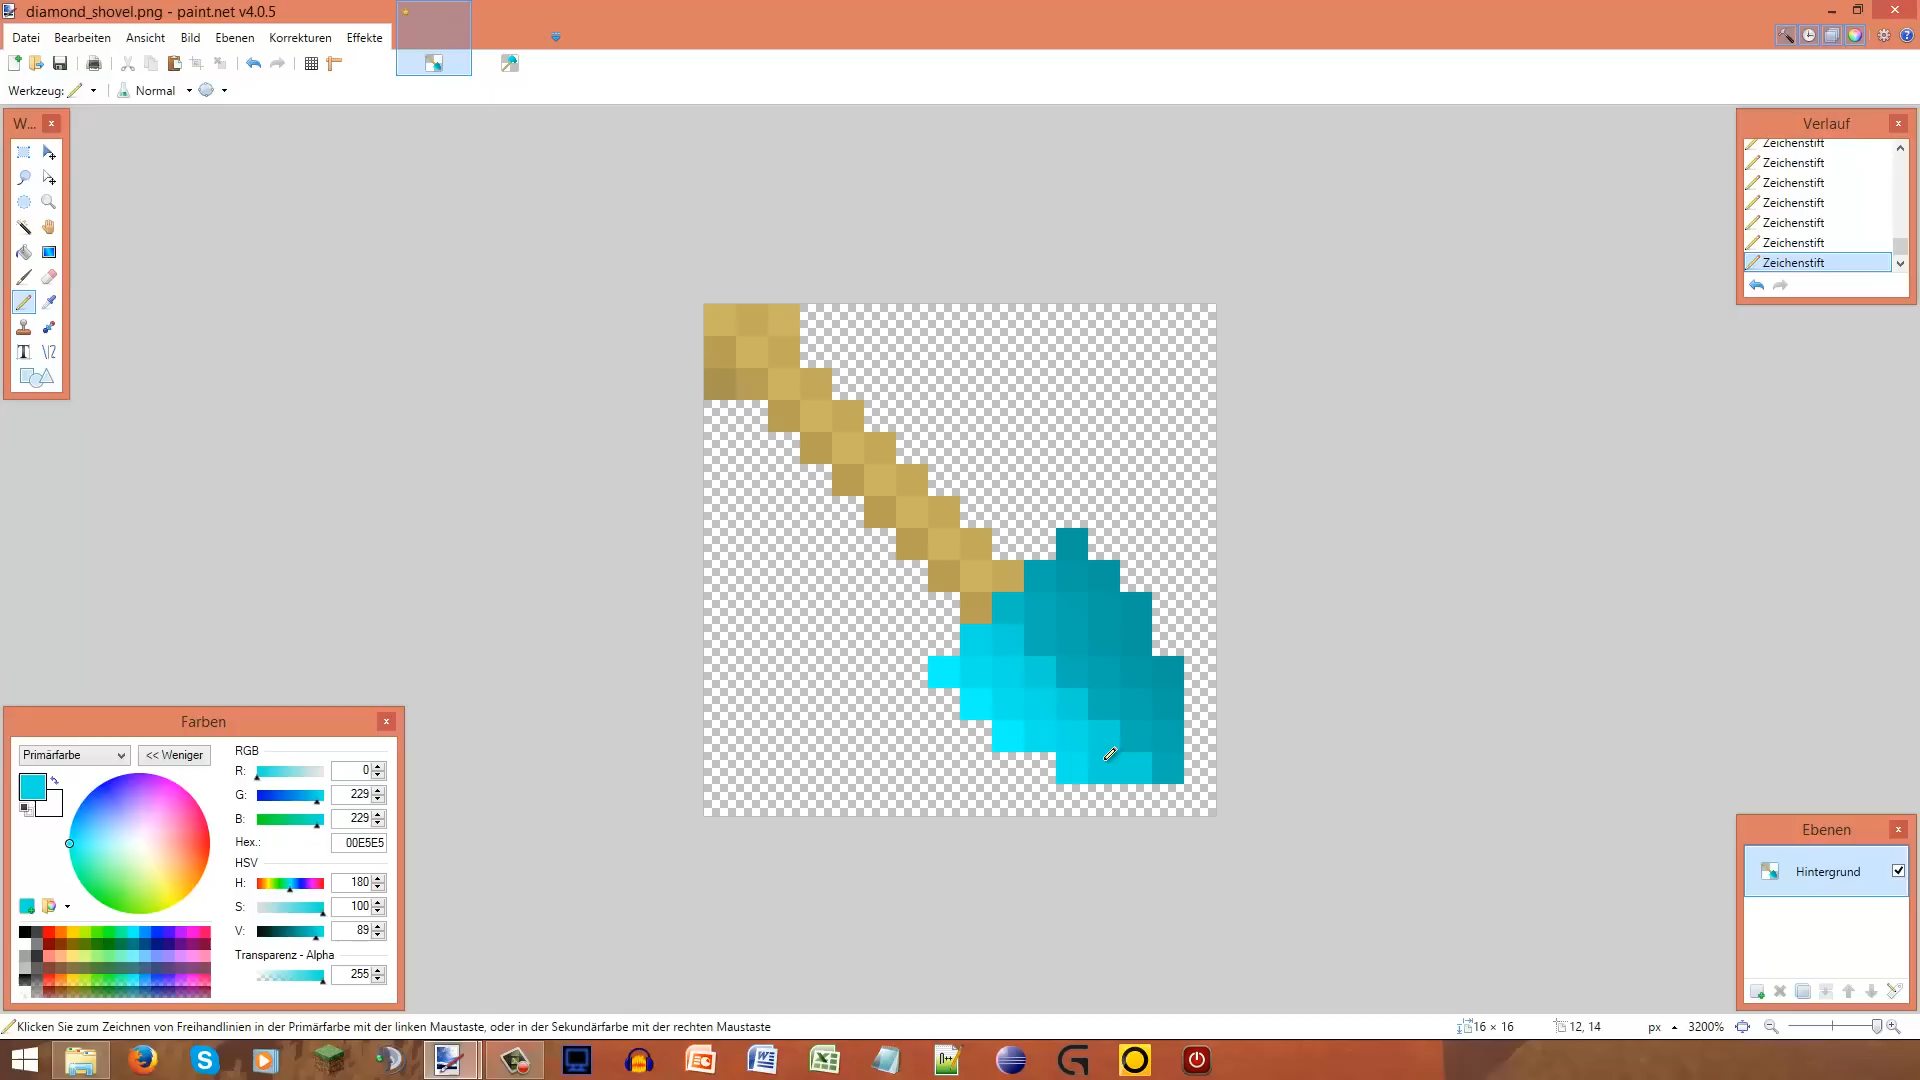 diamond_shovel.png - paint.net v4.0.5
Datei Bearbeiten Ansicht Bild Ebenen Korrekturen Effekte
Werkzeug: Normal
W... Verlauf
Zeichenstift
Zeichenstift
Zeichenstift
Zeichenstift
Zeichenstift
Zeichenstift
Zeichenstift
Farben
Primärfarbe << Weniger
RGB
R: 0
G: 229
B: 229
Hex.: 00E5E5
HSV
H: 180
S: 100
V: 89
Transparenz - Alpha
255
Ebenen
Hintergrund
Klicken Sie zum Zeichnen von Freihandlinien in der Primärfarbe mit der linken Maustaste, oder in der Sekundärfarbe mit der rechten Maustaste
16 × 16 12, 14 px 3200%